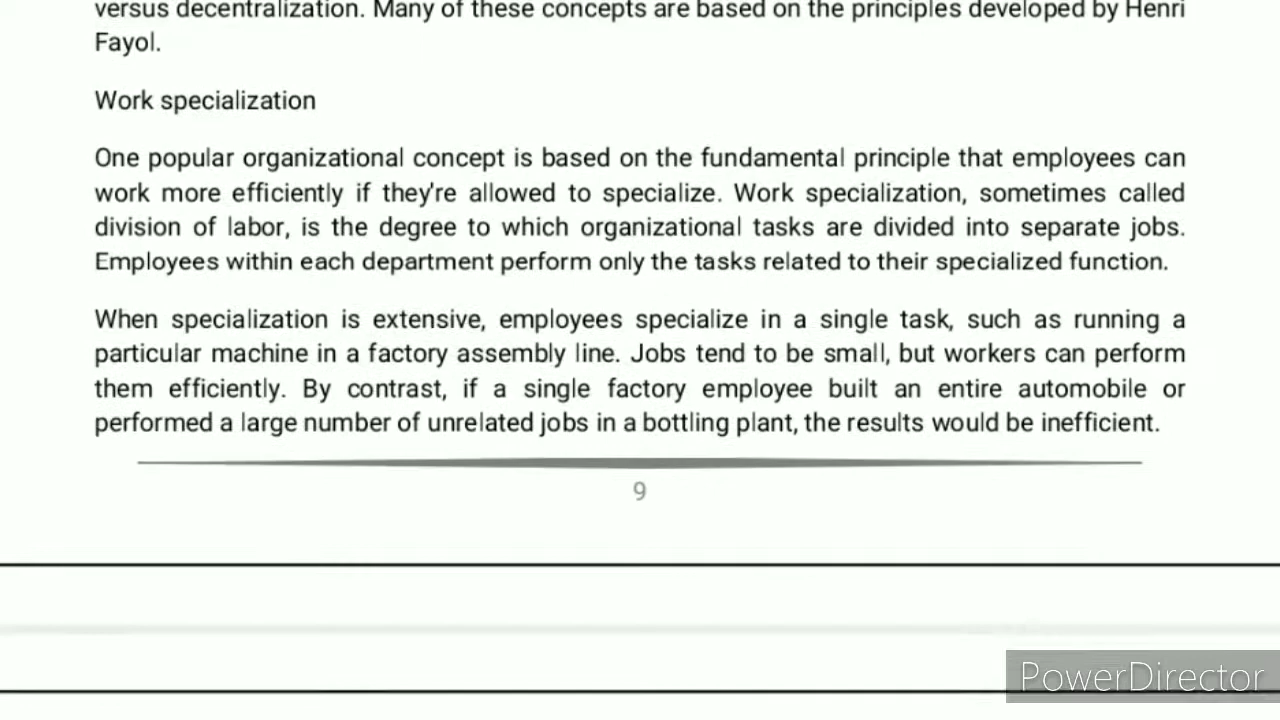 versus decentralization. Many of these concepts are based on the principles developed by Henri
Fayol.
Work specialization
One popular organizational concept is based on the fundamental principle that employees can
work more efficiently if they're allowed to specialize. Work specialization, sometimes called
division of labor, is the degree to which organizational tasks are divided into separate jobs.
Employees within each department perform only the tasks related to their specialized function.
When specialization is extensive, employees specialize in a single task, such as running a
particular machine in a factory assembly line. Jobs tend to be small, but workers can perform
them efficiently. By contrast, if a single factory employee built an entire automobile or
performed a large number of unrelated jobs in a bottling plant, the results would be inefficient.
9
PowerDirector